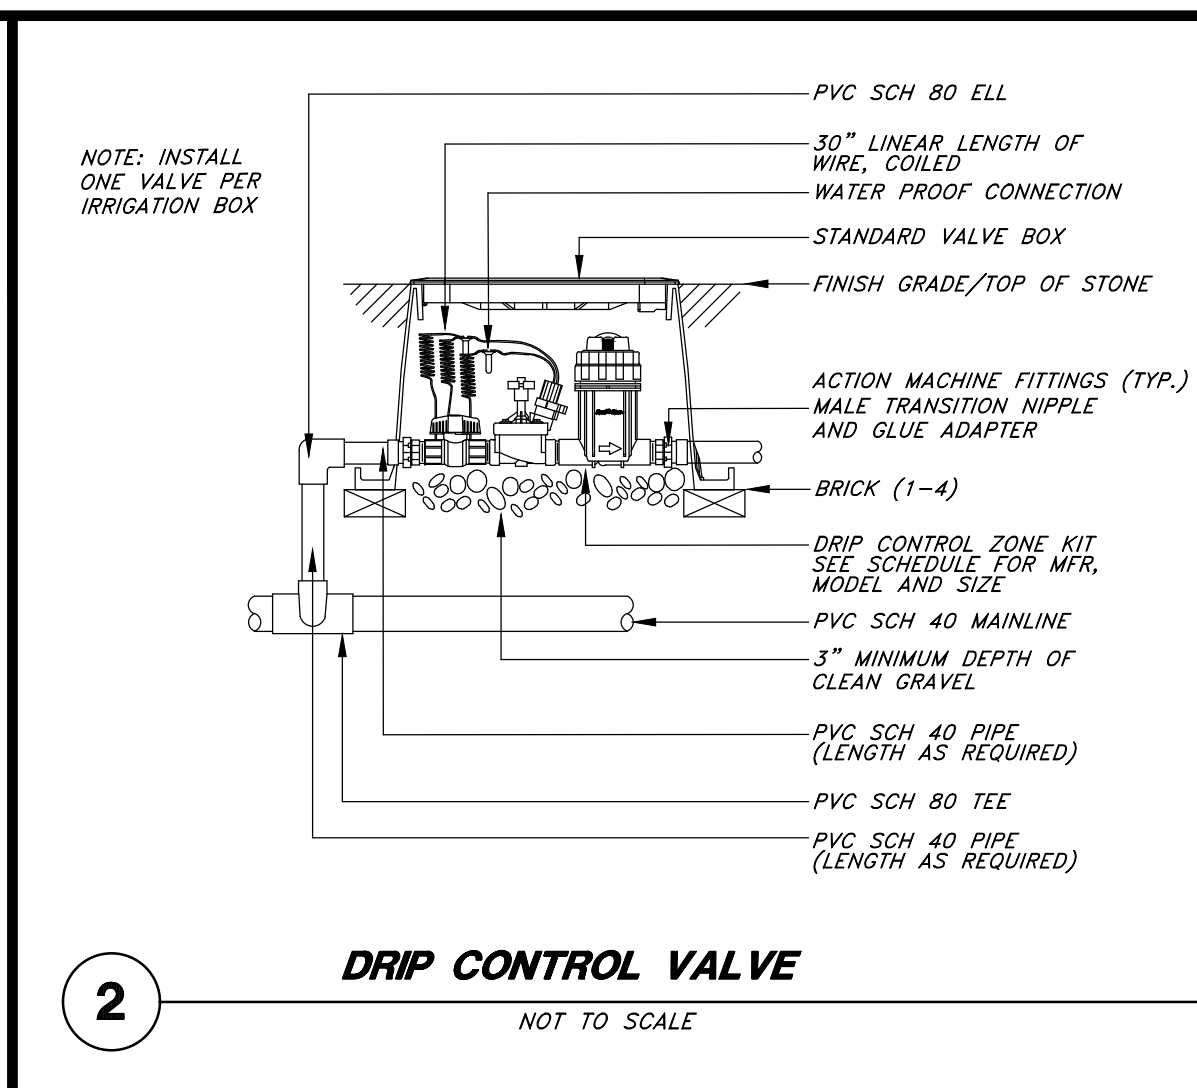 PVC SCH 80 ELL
NOTE: INSTALL
ONE VALVE PER
IRRIGATION BOX
30" LINEAR LENGTH OF
WIRE, COILED
WATER PROOF CONNECTION
STANDARD VALVE BOX
FINISH GRADE/TOP OF STONE
ACTION MACHINE FITTINGS (TYP.)
MALE TRANSITION NIPPLE
AND GLUE ADAPTER
BRICK (1-4)
DRIP CONTROL ZONE KIT
SEE SCHEDULE FOR MFR,
MODEL AND SIZE
PVC SCH 40 MAINLINE
3" MINIMUM DEPTH OF
CLEAN GRAVEL
PVC SCH 40 PIPE
(LENGTH AS REQUIRED)
PVC SCH 80 TEE
PVC SCH 40 PIPE
(LENGTH AS REQUIRED)
2
DRIP CONTROL VALVE
NOT TO SCALE